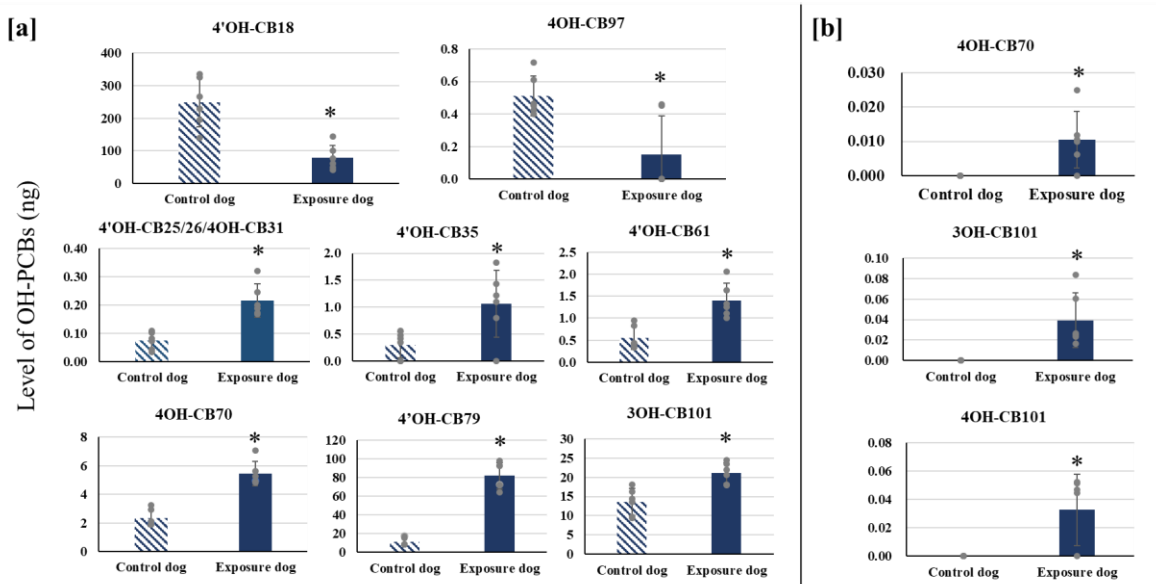 [a]
[b]
Level of OH-PCBs (ng)
4'OH-CB18
400
300
200
100
0
Control dog Exposure dog
*
4OH-CB97
0.8
0.6
0.4
0.2
0.0
Control dog Exposure dog
*
4'OH-CB25/26/4OH-CB31
0.40
0.30
0.20
0.10
0.00
Control dog Exposure dog
*
4'OH-CB35
2.0
1.5
1.0
0.5
0.0
Control dog Exposure dog
*
4'OH-CB61
2.5
2.0
1.5
1.0
0.5
0.0
Control dog Exposure dog
*
4OH-CB70
8
6
4
2
0
Control dog Exposure dog
*
4’OH-CB79
120
100
80
60
40
20
0
Control dog Exposure dog
*
3OH-CB101
30
25
20
15
10
5
0
Control dog Exposure dog
*
4OH-CB70
0.030
0.020
0.010
0.000
Control dog Exposure dog
*
3OH-CB101
0.10
0.08
0.06
0.04
0.02
0.00
Control dog Exposure dog
*
4OH-CB101
0.08
0.06
0.04
0.02
0.00
Control dog Exposure dog
*